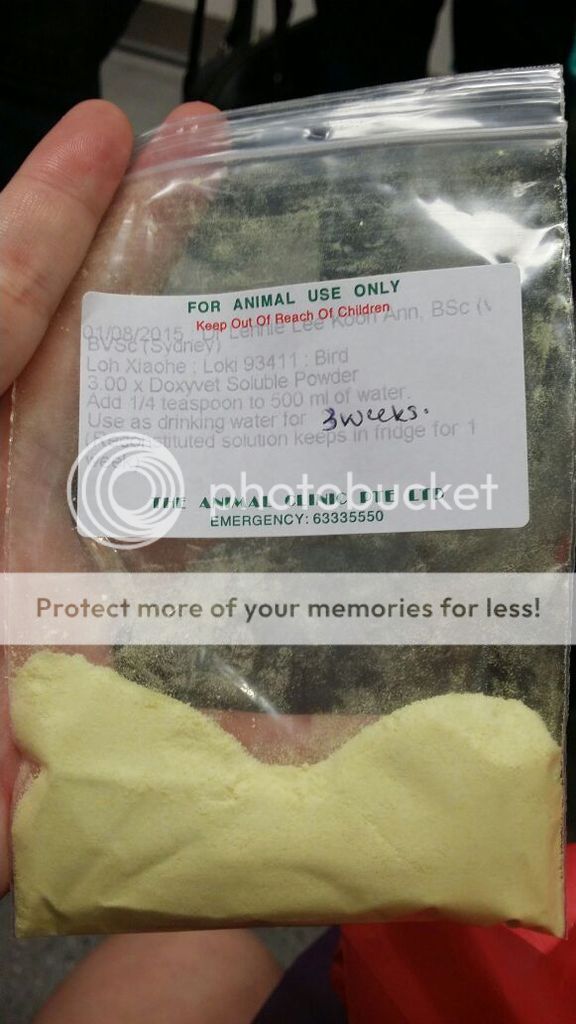 FOR ANIMAL USE ONLY
Keep Out Of Reach Of Children
01/08/2015 Dr Lennie Lee Koon Ann, BSc (V
BVSc (Sydney)
Loh Xiaohe : Loki 93411 : Bird
3.00 x Doxyvet Soluble Powder
Add 1/4 teaspoon to 500 ml of water.
Use as drinking water for 3 weeks.
(Reconstituted solution keeps in fridge for 1
week
photobucket
THE ANIMAL CLINIC PTE LTD
EMERGENCY: 63335550
Protect more of your memories for less!